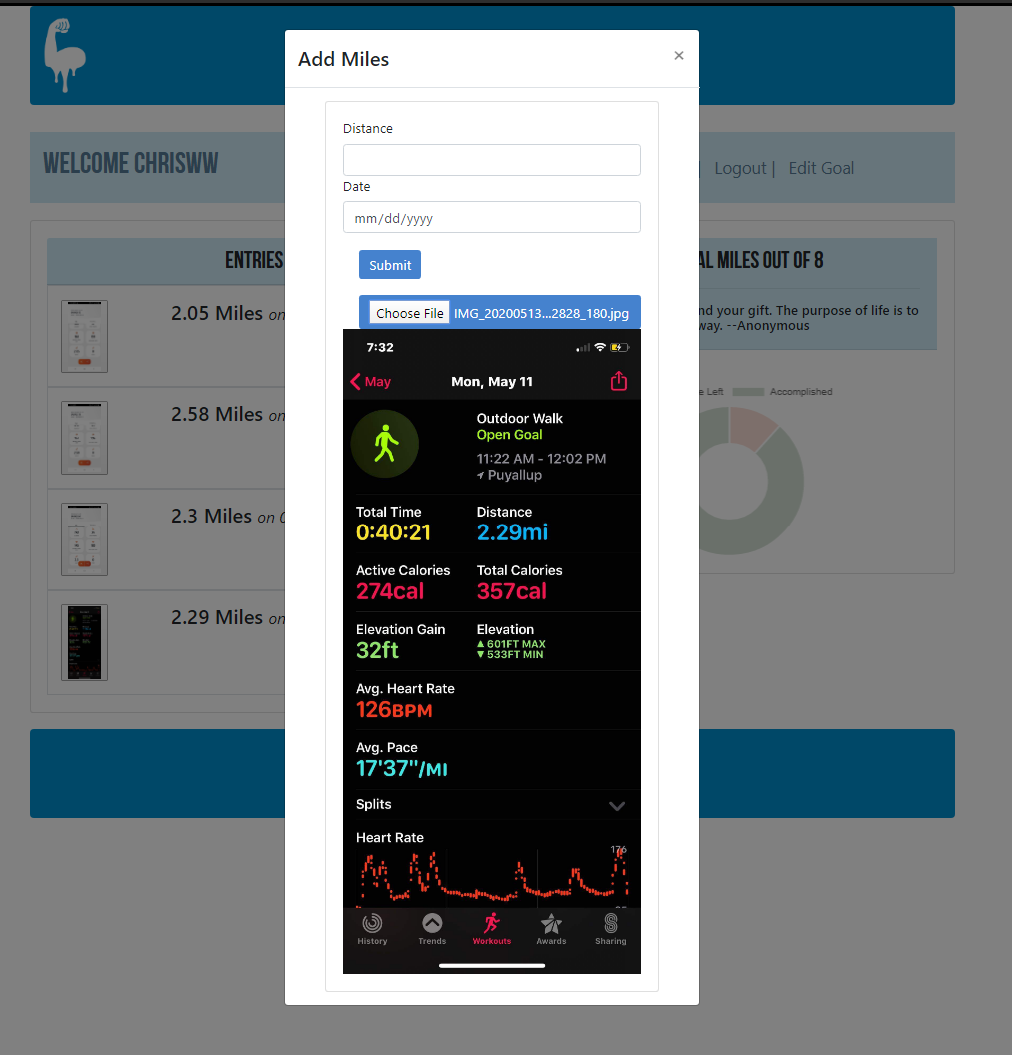 Add Miles ×
WELCOME CHRISWW
| Logout | Edit Goal
Distance
Date
mm/dd/yyyy
Submit
Choose File IMG_20200513...2828_180.jpg
ENTRIES
2.05 Miles on
2.58 Miles on
2.3 Miles on
2.29 Miles on
MILES OUT OF 8
your gift. The purpose of life is to
--Anonymous
Left Accomplished
7:32
May Mon, May 11
Outdoor Walk
Open Goal
11:22 AM - 12:02 PM
Puyallup
Total Time Distance
0:40:21 2.29mi
Active Calories Total Calories
274cal 357cal
Elevation Gain Elevation
32ft ▲ 601FT MAX
▼ 533FT MIN
Avg. Heart Rate
126BPM
Avg. Pace
17'37"/MI
Splits
Heart Rate
176
History Trends Workouts Awards Sharing